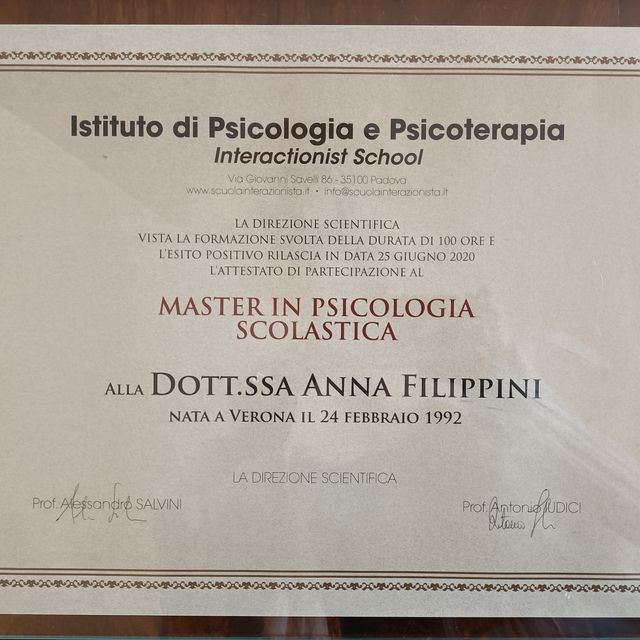 Istituto di Psicologia e Psicoterapia
Interactionist School
Via Giovanni Savelli 86 - 35100 Padova
www.scuolainterazionista.it • info@scuolainterazionista.it
LA DIREZIONE SCIENTIFICA
VISTA LA FORMAZIONE SVOLTA DELLA DURATA DI 100 ORE E
L'ESITO POSITIVO RILASCIA IN DATA 25 GIUGNO 2020
L'ATTESTATO DI PARTECIPAZIONE AL
MASTER IN PSICOLOGIA
SCOLASTICA
ALLA DOTT.SSA ANNA FILIPPINI
NATA A VERONA IL 24 FEBBRAIO 1992
LA DIREZIONE SCIENTIFICA
Prof. Alessandro SALVINI
Prof. Antonio IUDICI